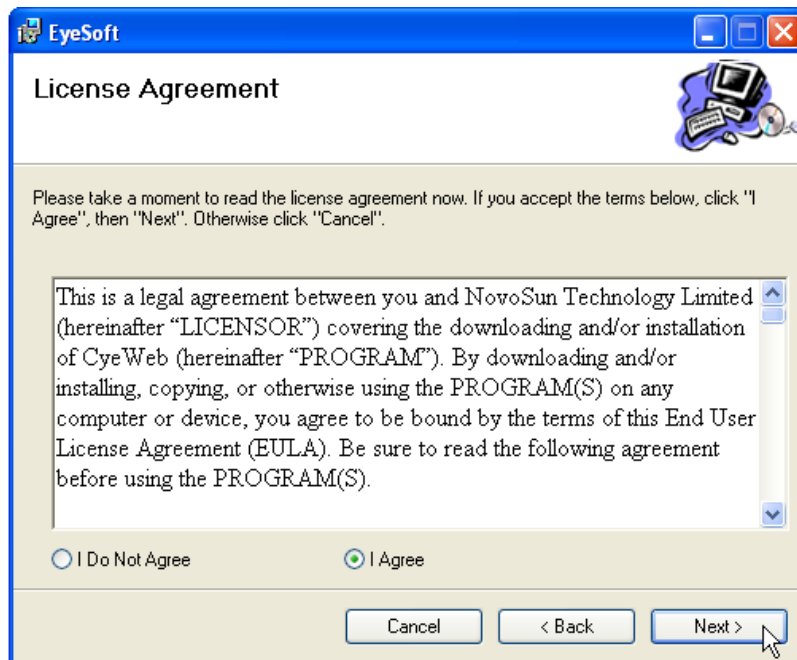 EyeSoft
License Agreement
Please take a moment to read the license agreement now. If you accept the terms below, click "I
Agree", then "Next". Otherwise click "Cancel".
This is a legal agreement between you and NovoSun Technology Limited
(hereinafter “LICENSOR”) covering the downloading and/or installation
of CyeWeb (hereinafter “PROGRAM”). By downloading and/or
installing, copying, or otherwise using the PROGRAM(S) on any
computer or device, you agree to be bound by the terms of this End User
License Agreement (EULA). Be sure to read the following agreement
before using the PROGRAM(S).
I Do Not Agree
I Agree
Cancel
< Back
Next >